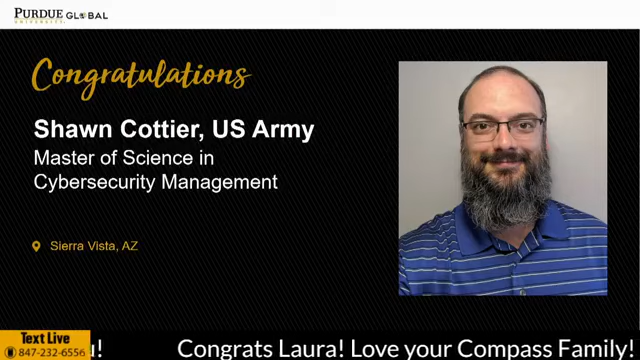 PURDUE GLOBAL
UNIVERSITY
Congratulations
Shawn Cottier, US Army
Master of Science in
Cybersecurity Management
Sierra Vista, AZ
Text Live
847-232-6556
u!
Congrats Laura! Love your Compass Family!